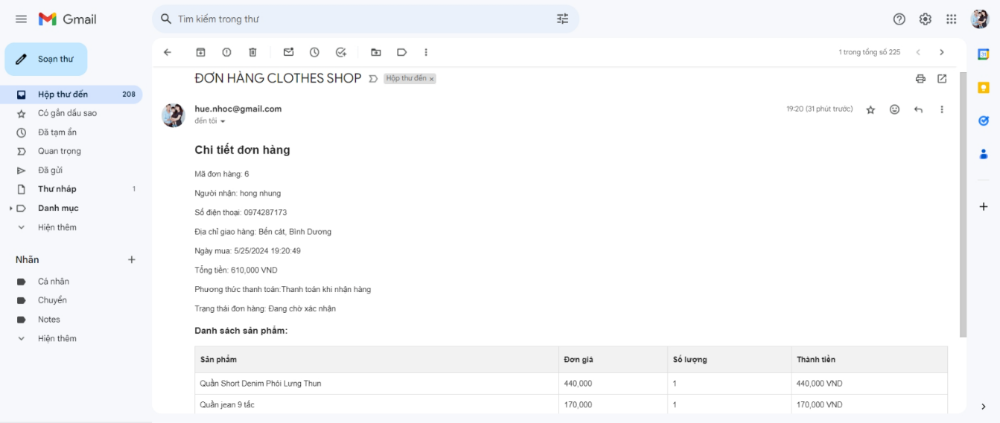 Gmail
Tìm kiếm trong thư
Soạn thư
1 trong tổng số 225
Hộp thư đến 208
Có gắn dấu sao
Đã tạm ẩn
Quan trọng
Đã gửi
Thư nháp 1
Danh mục
Hiện thêm
Nhãn
Cá nhân
Chuyến
Notes
Hiện thêm
ĐƠN HÀNG CLOTHES SHOP Hộp thư đến x
hue.nhoc@gmail.com 19:20 (31 phút trước)
đến tôi
Chi tiết đơn hàng
Mã đơn hàng: 6
Người nhận: hong nhung
Số điện thoại: 0974287173
Địa chỉ giao hàng: Bến cát, Bình Dương
Ngày mua: 5/25/2024 19:20:49
Tổng tiền: 610,000 VND
Phương thức thanh toán:Thanh toán khi nhận hàng
Trạng thái đơn hàng: Đang chờ xác nhận
Danh sách sản phẩm:
Sản phẩm Đơn giá Số lượng Thành tiền
Quần Short Denim Phôi Lưng Thun 440,000 1 440,000 VND
Quần jean 9 tấc 170,000 1 170,000 VND
31